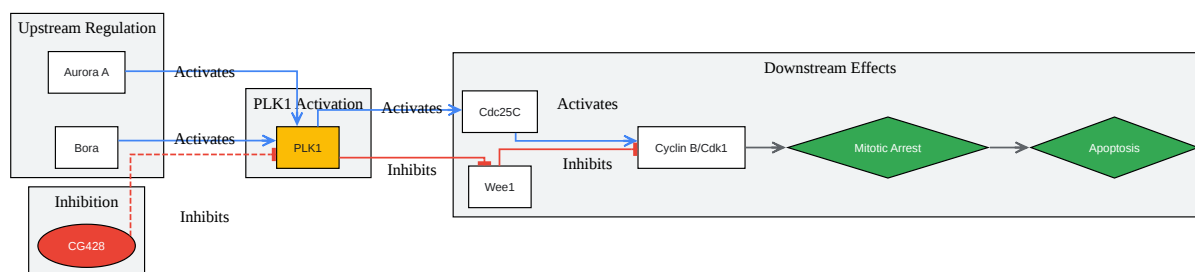 Upstream Regulation
Aurora A
Activates
Bora
Activates
Inhibition
CG428
Inhibits
PLK1 Activation
PLK1
Activates
Inhibits
Downstream Effects
Cdc25C
Activates
Wee1
Inhibits
Cyclin B/Cdk1
Mitotic Arrest
Apoptosis